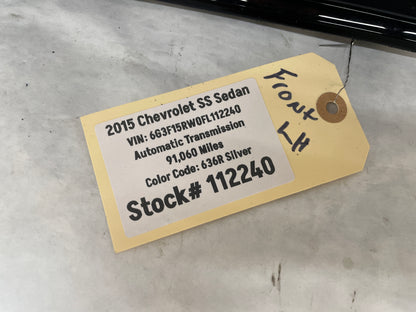 2015 Chevrolet SS Sedan
VIN: 6G3F15RW0FL112240
Automatic Transmission
91,060 Miles
Color Code: 636R Silver
Stock# 112240
Front
LH